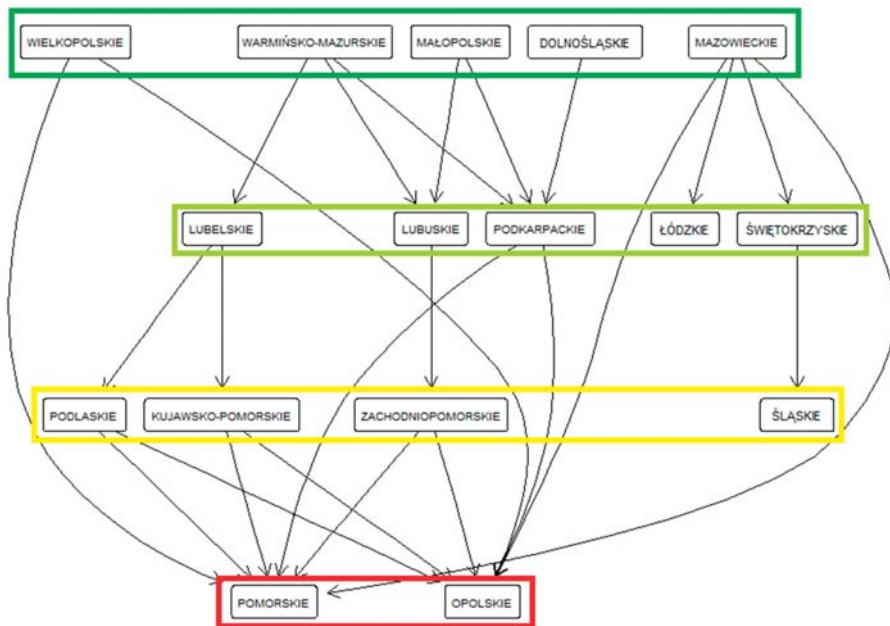 WIELKOPOLSKIE WARMIŃSKO-MAZURSKIE MAŁOPOLSKIE DOLNOŚLĄSKIE MAZOWIECKIE
LUBELSKIE LUBUSKIE PODKARPACKIE ŁÓDZKIE ŚWIĘTOKRZYSKIE
PODLASKIE KUJAWSKO-POMORSKIE ZACHODNIOPOMORSKIE ŚLĄSKIE
POMORSKIE OPOLSKIE